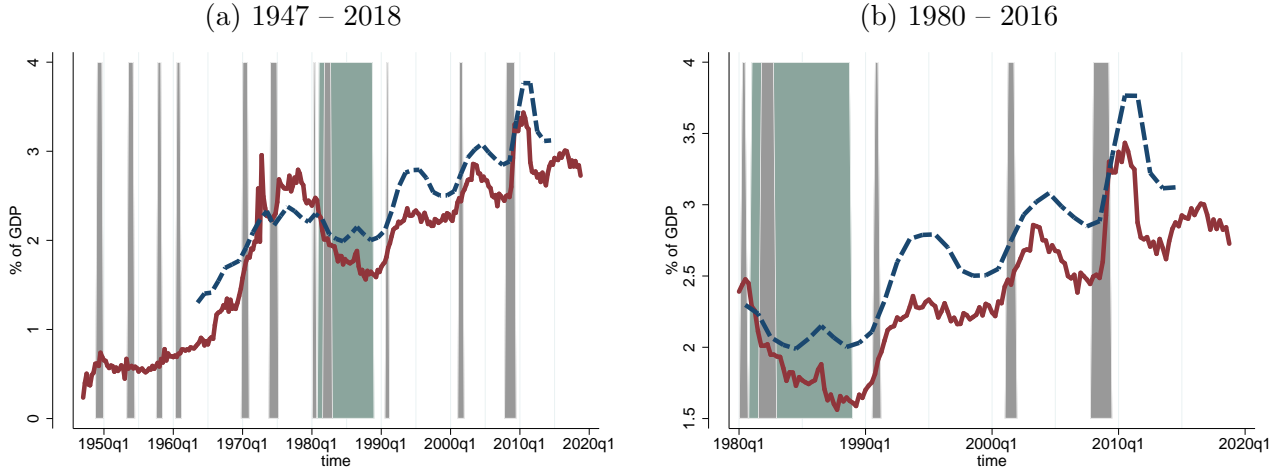 (a) 1947 – 2018
% of GDP
4
3
2
1
0
1950q1 1960q1 1970q1 1980q1 1990q1 2000q1 2010q1 2020q1
time
(b) 1980 – 2016
% of GDP
4
3.5
3
2.5
2
1.5
1980q1 1990q1 2000q1 2010q1 2020q1
time